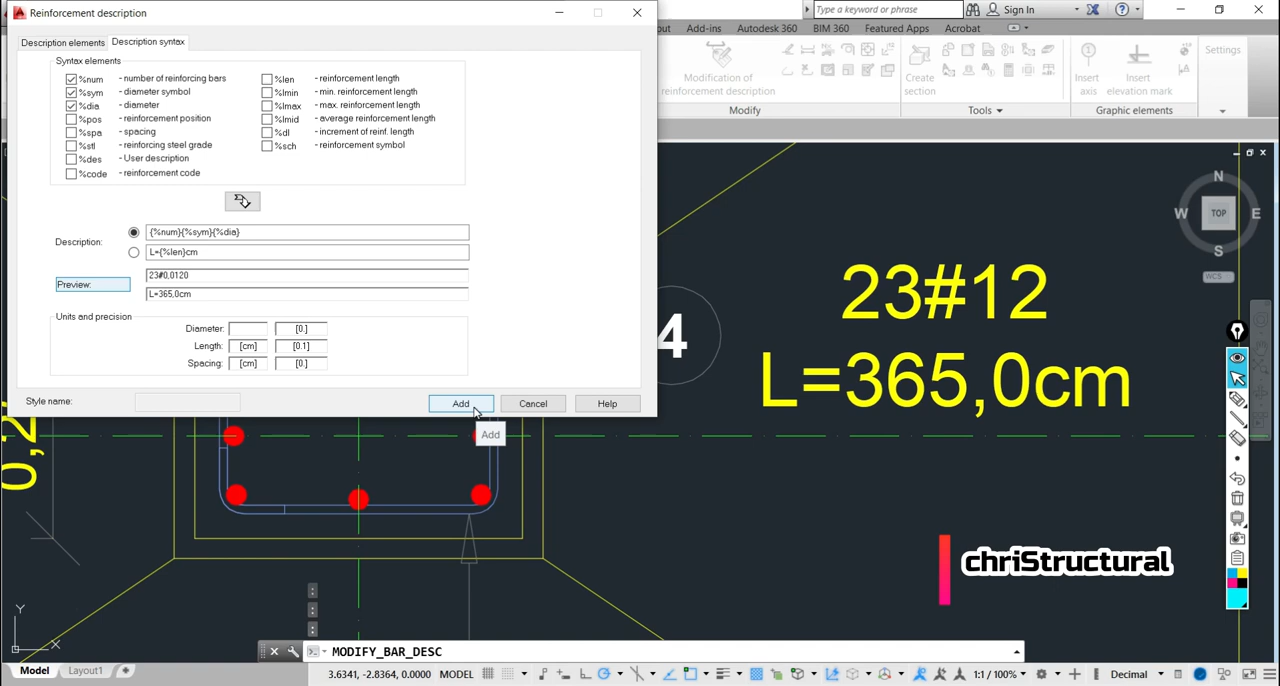 Reinforcement description
Type a keyword or phrase
Sign In
Description elements
Description syntax
out
Add-ins
Autodesk 360
BIM 360
Featured Apps
Acrobat
Syntax elements
%num - number of reinforcing bars
%sym - diameter symbol
%dia - diameter
%pos - reinforcement position
%spa - spacing
%stl - reinforcing steel grade
%des - User description
%code - reinforcement code
%len - reinforcement length
%lmin - min. reinforcement length
%lmax - max. reinforcement length
%lmid - average reinforcement length
%dl - increment of reinf. length
%sch - reinforcement symbol
Modification of
reinforcement description
Create
section
Insert
axis
Insert
elevation mark
Settings
Modify
Tools
Graphic elements
Description:
{%num}{%sym}{%dia}
L={%len}cm
Preview:
23#0,0120
L=365,0cm
Units and precision
Diameter: [0.]
Length: [cm] [0.1]
Spacing: [cm] [0.]
Style name:
Add
Cancel
Help
Add
N
W
TOP
E
S
WCS
4
23#12
L=365,0cm
0,2
chriStructural
Y
X
MODIFY_BAR_DESC
Model
Layout1
3.6341, -2.8364, 0.0000
MODEL
1:1 / 100%
Decimal